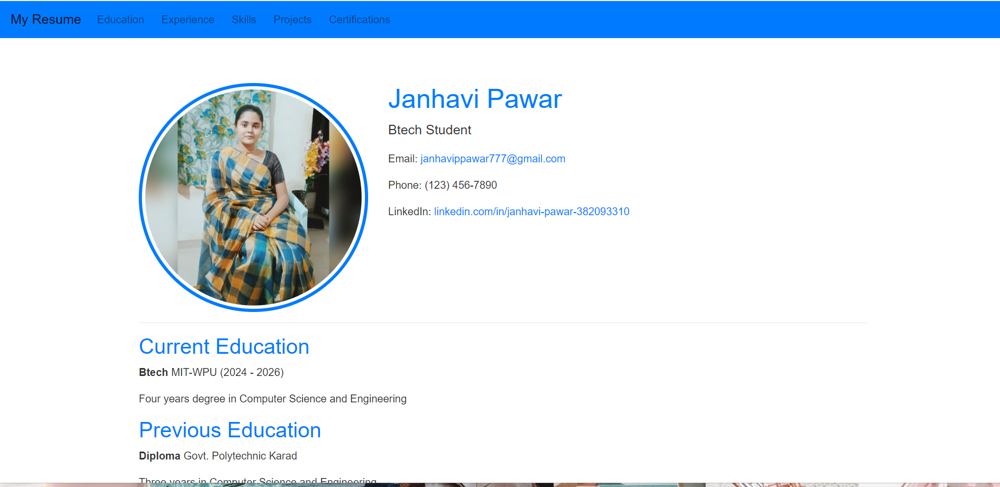 My Resume Education Experience Skills Projects Certifications
Janhavi Pawar
Btech Student
Email: janhavippawar777@gmail.com
Phone: (123) 456-7890
LinkedIn: linkedin.com/in/janhavi-pawar-382093310
Current Education
Btech MIT-WPU (2024 - 2026)
Four years degree in Computer Science and Engineering
Previous Education
Diploma Govt. Polytechnic Karad
Three years in Computer Science and Engineering